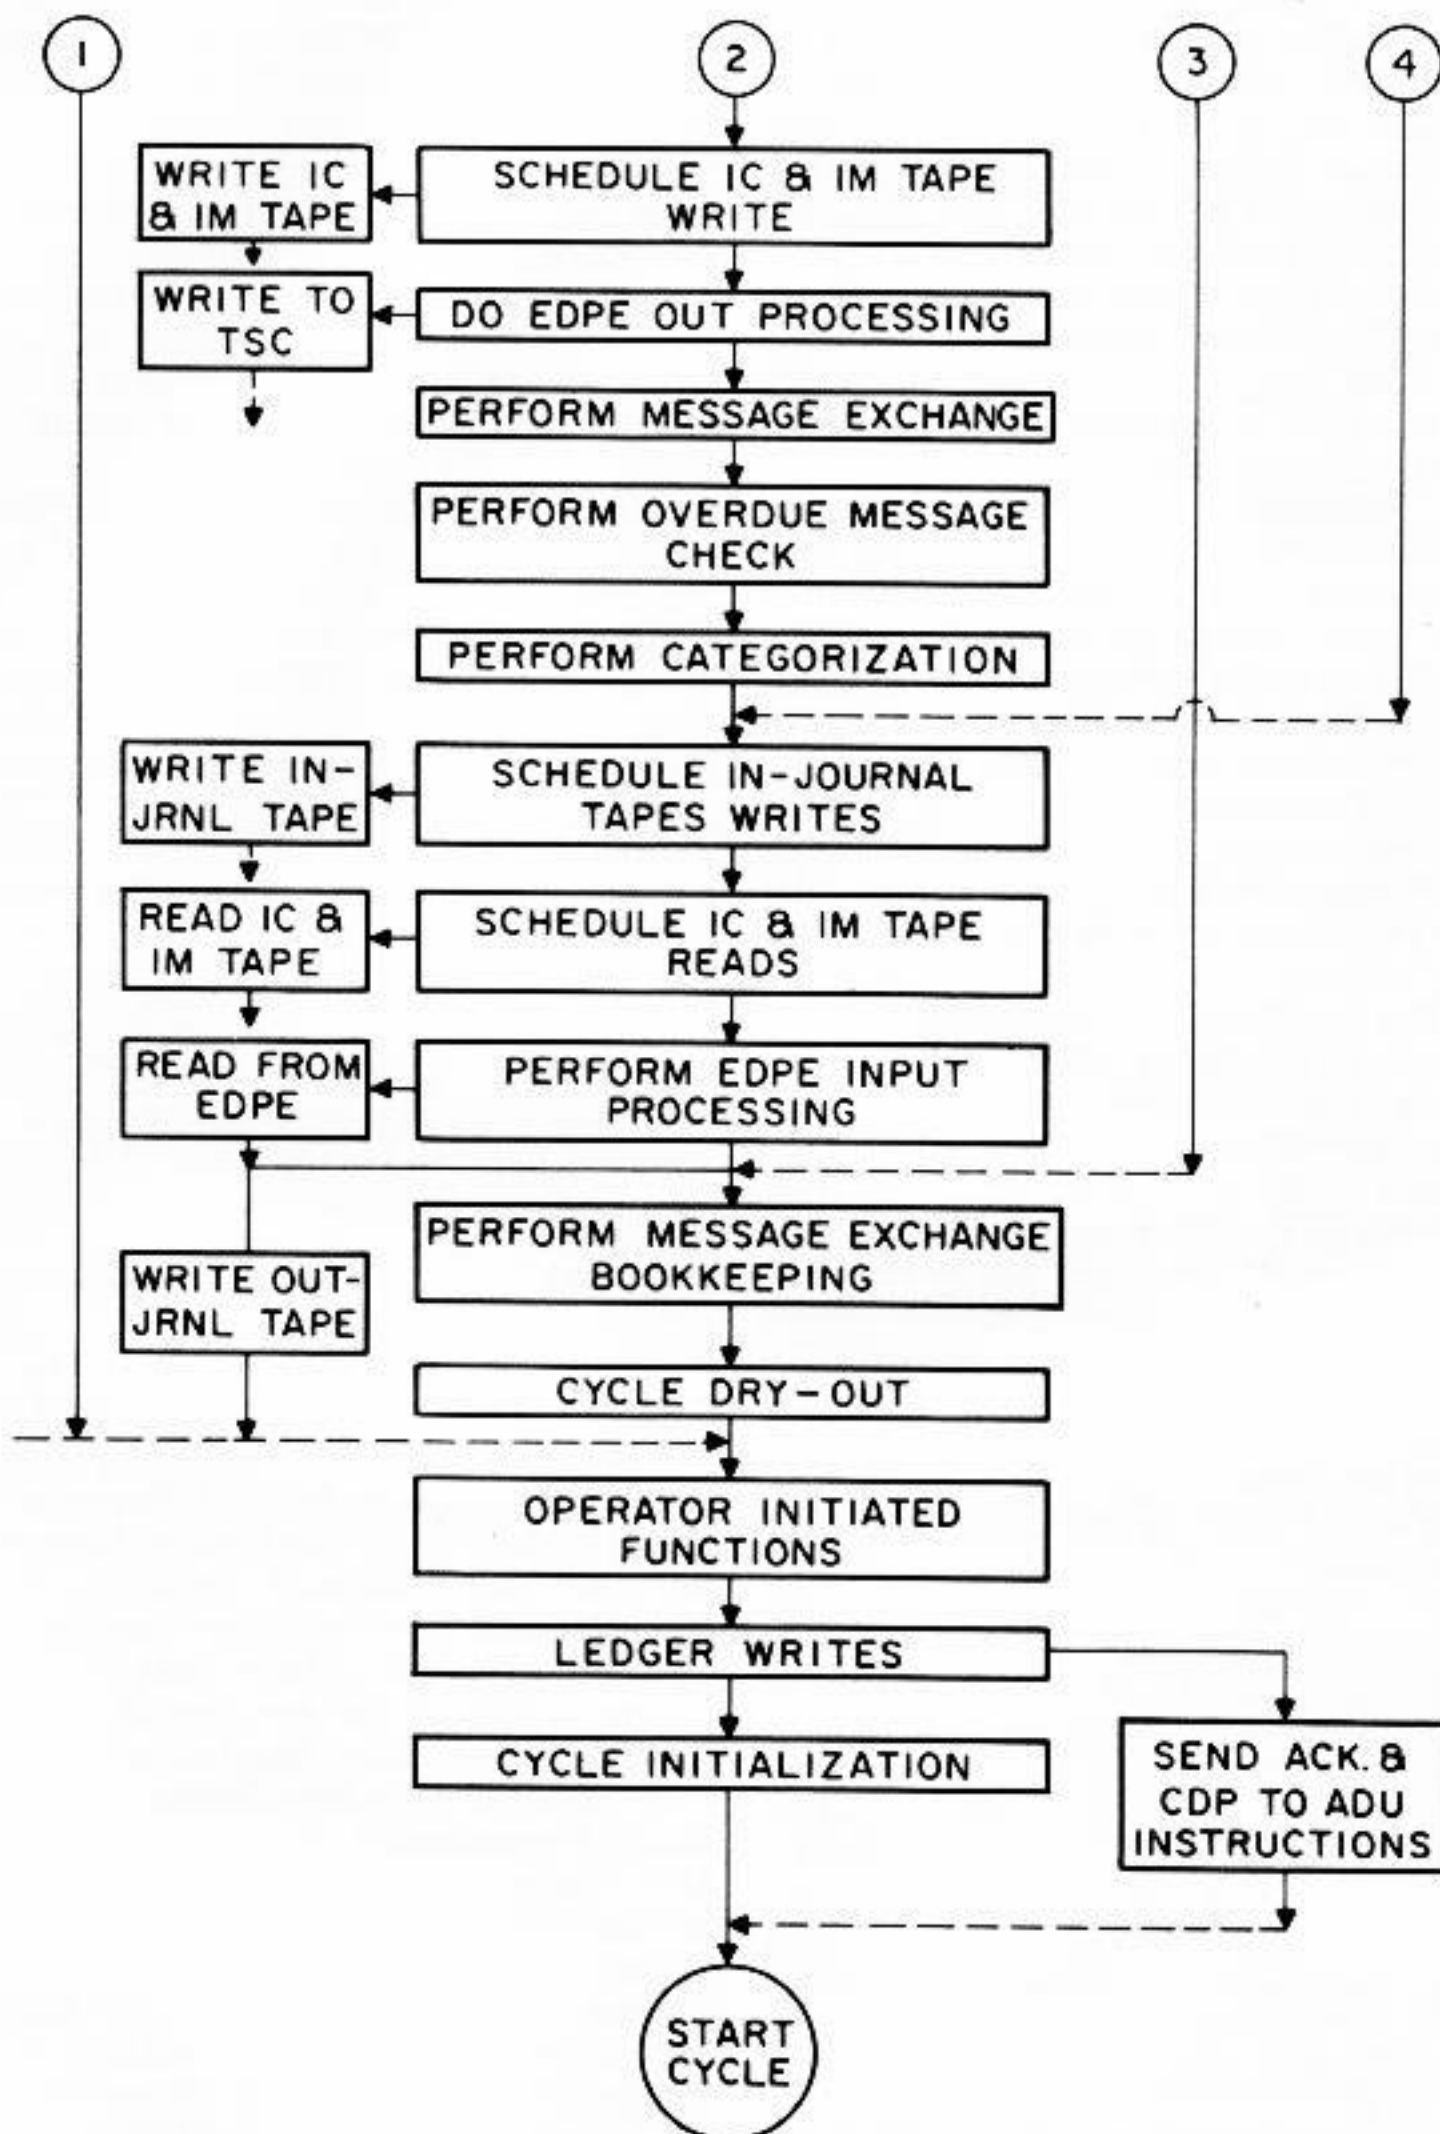 1
2
3
4
WRITE IC
& IM TAPE
SCHEDULE IC & IM TAPE
WRITE
WRITE TO
TSC
DO EDPE OUT PROCESSING
PERFORM MESSAGE EXCHANGE
PERFORM OVERDUE MESSAGE
CHECK
PERFORM CATEGORIZATION
WRITE IN-
JRNL TAPE
SCHEDULE IN-JOURNAL
TAPES WRITES
READ IC &
IM TAPE
SCHEDULE IC & IM TAPE
READS
READ FROM
EDPE
PERFORM EDPE INPUT
PROCESSING
PERFORM MESSAGE EXCHANGE
BOOKKEEPING
WRITE OUT-
JRNL TAPE
CYCLE DRY-OUT
OPERATOR INITIATED
FUNCTIONS
LEDGER WRITES
CYCLE INITIALIZATION
SEND ACK. &
CDP TO ADU
INSTRUCTIONS
START
CYCLE